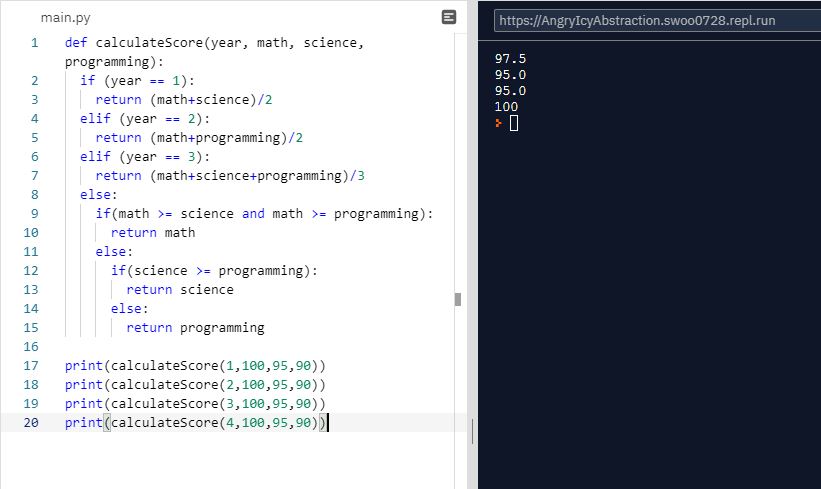 main.py
1 def calculateScore(year, math, science,
programming):
2 if (year == 1):
3 return (math+science)/2
4 elif (year == 2):
5 return (math+programming)/2
6 elif (year == 3):
7 return (math+science+programming)/3
8 else:
9 if(math >= science and math >= programming):
10 return math
11 else:
12 if(science >= programming):
13 return science
14 else:
15 return programming
16
17 print(calculateScore(1,100,95,90))
18 print(calculateScore(2,100,95,90))
19 print(calculateScore(3,100,95,90))
20 print(calculateScore(4,100,95,90))
https://AngryIcyAbstraction.swoo0728.repl.run
97.5
95.0
95.0
100